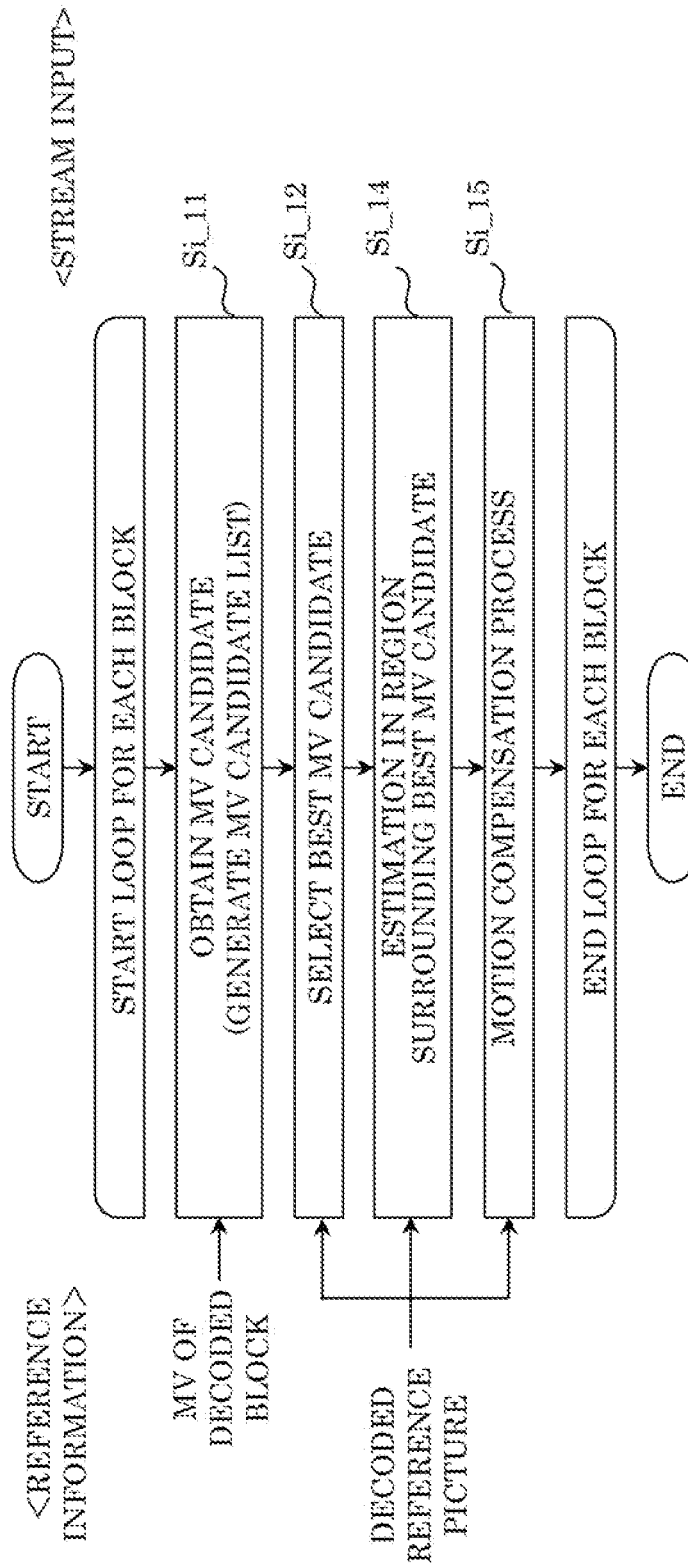 <REFERENCE
INFORMATION>
<STREAM INPUT>
START
START LOOP FOR EACH BLOCK
MV OF
DECODED
BLOCK
OBTAIN MV CANDIDATE
(GENERATE MV CANDIDATE LIST)
Si_11
SELECT BEST MV CANDIDATE
Si_12
DECODED
REFERENCE
PICTURE
ESTIMATION IN REGION
SURROUNDING BEST MV CANDIDATE
Si_14
MOTION COMPENSATION PROCESS
Si_15
END LOOP FOR EACH BLOCK
END